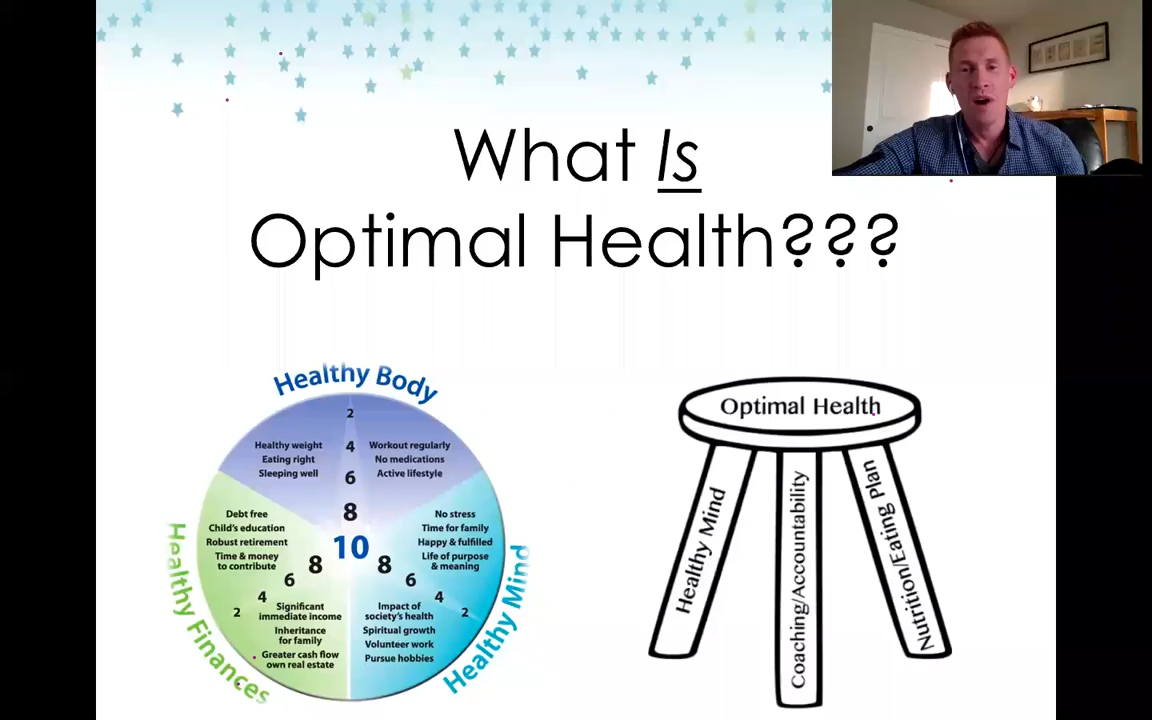 What Is
Optimal Health???
Healthy Body
2
4
6
8
10
Healthy weight
Eating right
Sleeping well
Workout regularly
No medications
Active lifestyle
Debt free
Child's education
Robust retirement
Time & money
to contribute
8
6
4
2
Significant
immediate income
Inheritance
for family
Greater cash flow
own real estate
Healthy Finances
No stress
Time for family
Happy & fulfilled
Life of purpose
& meaning
8
6
4
2
Impact of
society's health
Spiritual growth
Volunteer work
Pursue hobbies
Healthy Mind
Optimal Health
Healthy Mind
Coaching/Accountability
Nutrition/Eating Plan